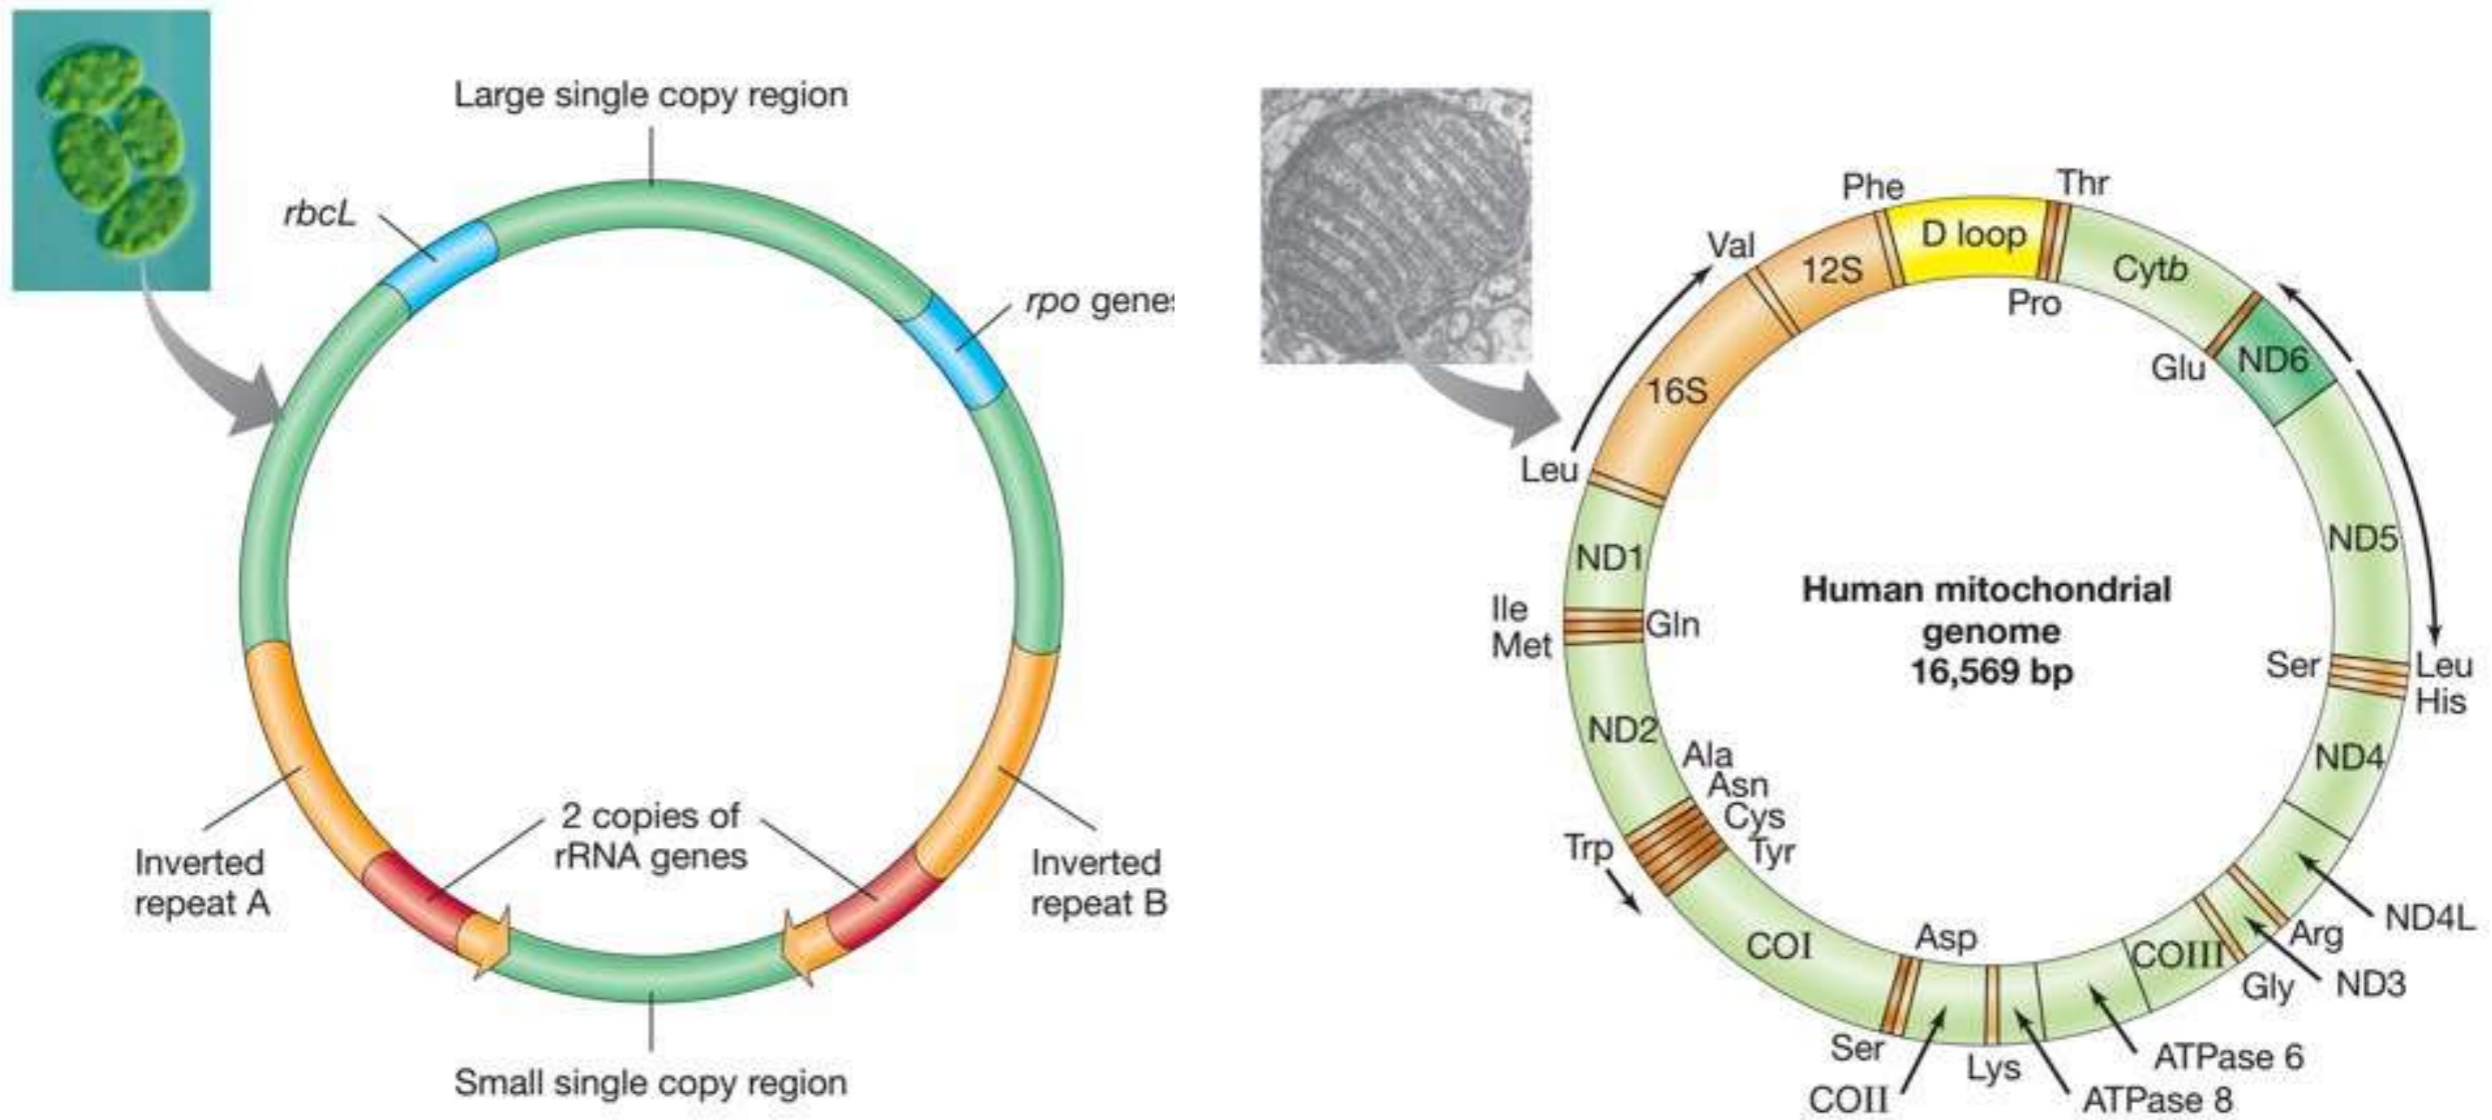 Large single copy region
rbcL
rpo genes
2 copies of
rRNA genes
Inverted
repeat A
Inverted
repeat B
Small single copy region
Phe
Thr
Val
D loop
12S
Cytb
Pro
Glu
ND6
16S
Leu
ND1
ND5
Human mitochondrial
genome
16,569 bp
Ile
Met
Gln
Ser
Leu
His
ND2
ND4
Ala
Asn
Cys
Tyr
Trp
COI
Asp
COIII
Arg
ND4L
Gly
ND3
Ser
Lys
COII
ATPase 6
ATPase 8